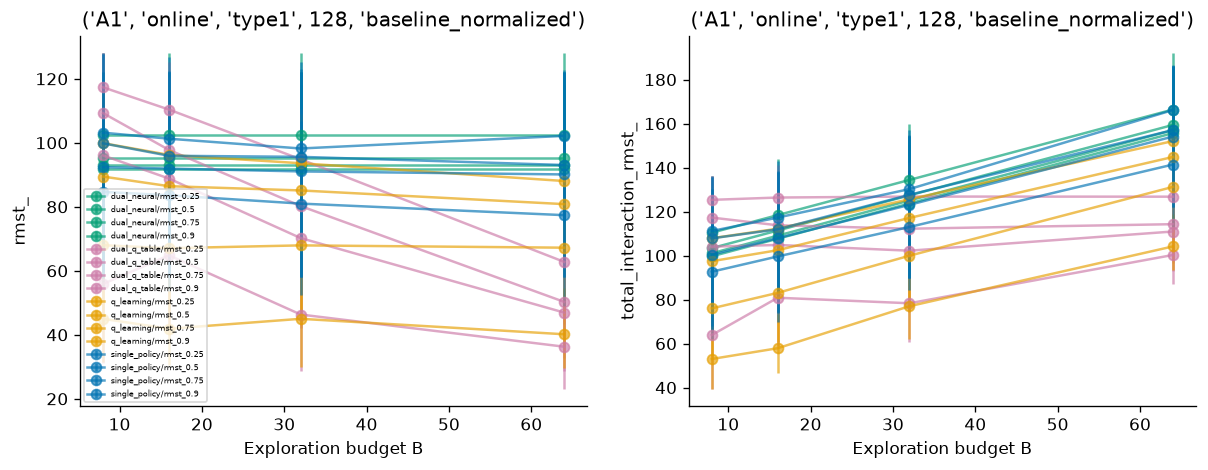 ('A1', 'online', 'type1', 128, 'baseline_normalized')
rmst_
120
100
80
60
40
20
dual_neural/rmst_0.25
dual_neural/rmst_0.5
dual_neural/rmst_0.75
dual_neural/rmst_0.9
dual_q_table/rmst_0.25
dual_q_table/rmst_0.5
dual_q_table/rmst_0.75
dual_q_table/rmst_0.9
q_learning/rmst_0.25
q_learning/rmst_0.5
q_learning/rmst_0.75
q_learning/rmst_0.9
single_policy/rmst_0.25
single_policy/rmst_0.5
single_policy/rmst_0.75
single_policy/rmst_0.9
10 20 30 40 50 60
Exploration budget B
('A1', 'online', 'type1', 128, 'baseline_normalized')
total_interaction_rmst_
180
160
140
120
100
80
60
40
10 20 30 40 50 60
Exploration budget B